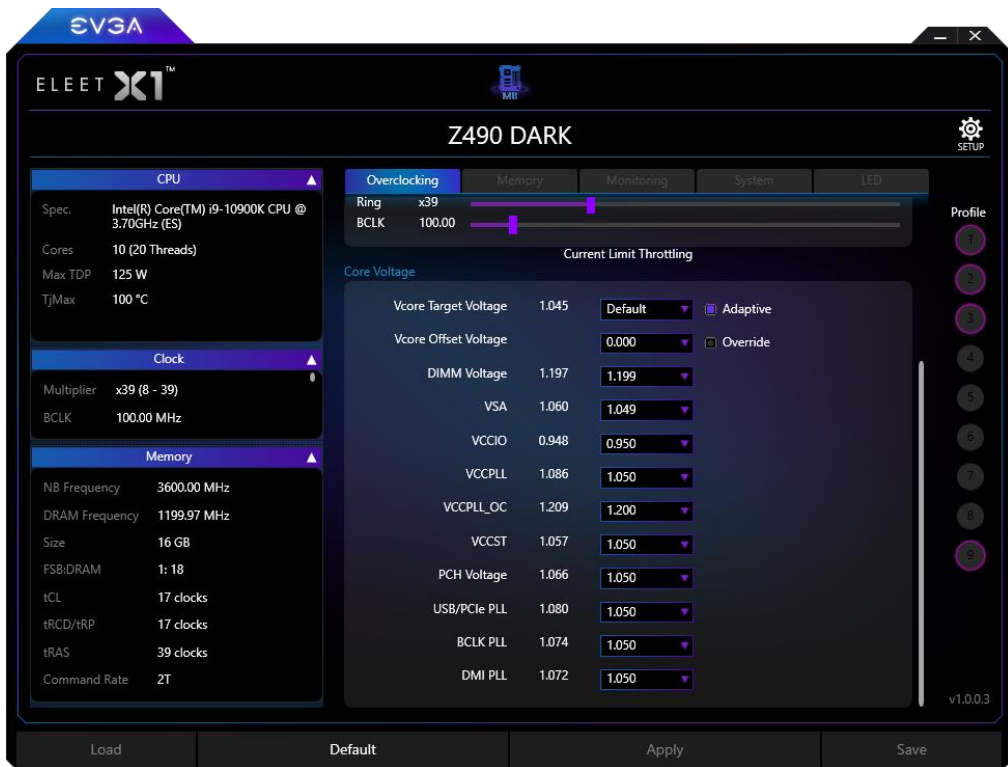 EVGA
ELEET X1™
MB
Z490 DARK
SETUP
CPU
Spec. Intel(R) Core(TM) i9-10900K CPU @
3.70GHz (ES)
Cores 10 (20 Threads)
Max TDP 125 W
TjMax 100 °C
Clock
Multiplier x39 (8 - 39)
BCLK 100.00 MHz
Memory
NB Frequency 3600.00 MHz
DRAM Frequency 1199.97 MHz
Size 16 GB
FSB:DRAM 1: 18
tCL 17 clocks
tRCD/tRP 17 clocks
tRAS 39 clocks
Command Rate 2T
Overclocking Memory Monitoring System LED
Ring x39
BCLK 100.00
Current Limit Throttling
Core Voltage
Vcore Target Voltage 1.045 Default Adaptive
Vcore Offset Voltage 0.000 Override
DIMM Voltage 1.197 1.199
VSA 1.060 1.049
VCCIO 0.948 0.950
VCCPLL 1.086 1.050
VCCPLL_OC 1.209 1.200
VCCST 1.057 1.050
PCH Voltage 1.066 1.050
USB/PCIe PLL 1.080 1.050
BCLK PLL 1.074 1.050
DMI PLL 1.072 1.050
Profile
1
2
3
4
5
6
7
8
9
v1.0.0.3
Load Default Apply Save